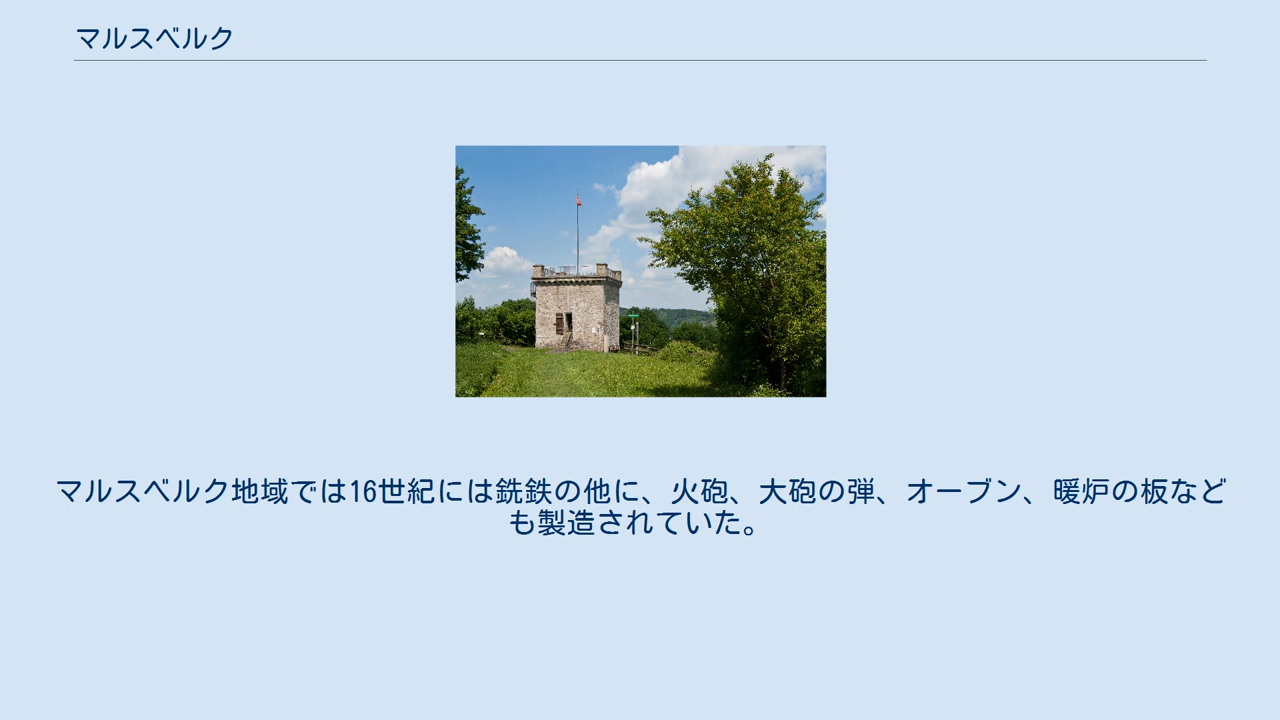 マルスベルク
マルスベルク地域では16世紀には銑鉄の他に、火砲、大砲の弾、オーブン、暖炉の板など
も製造されていた。